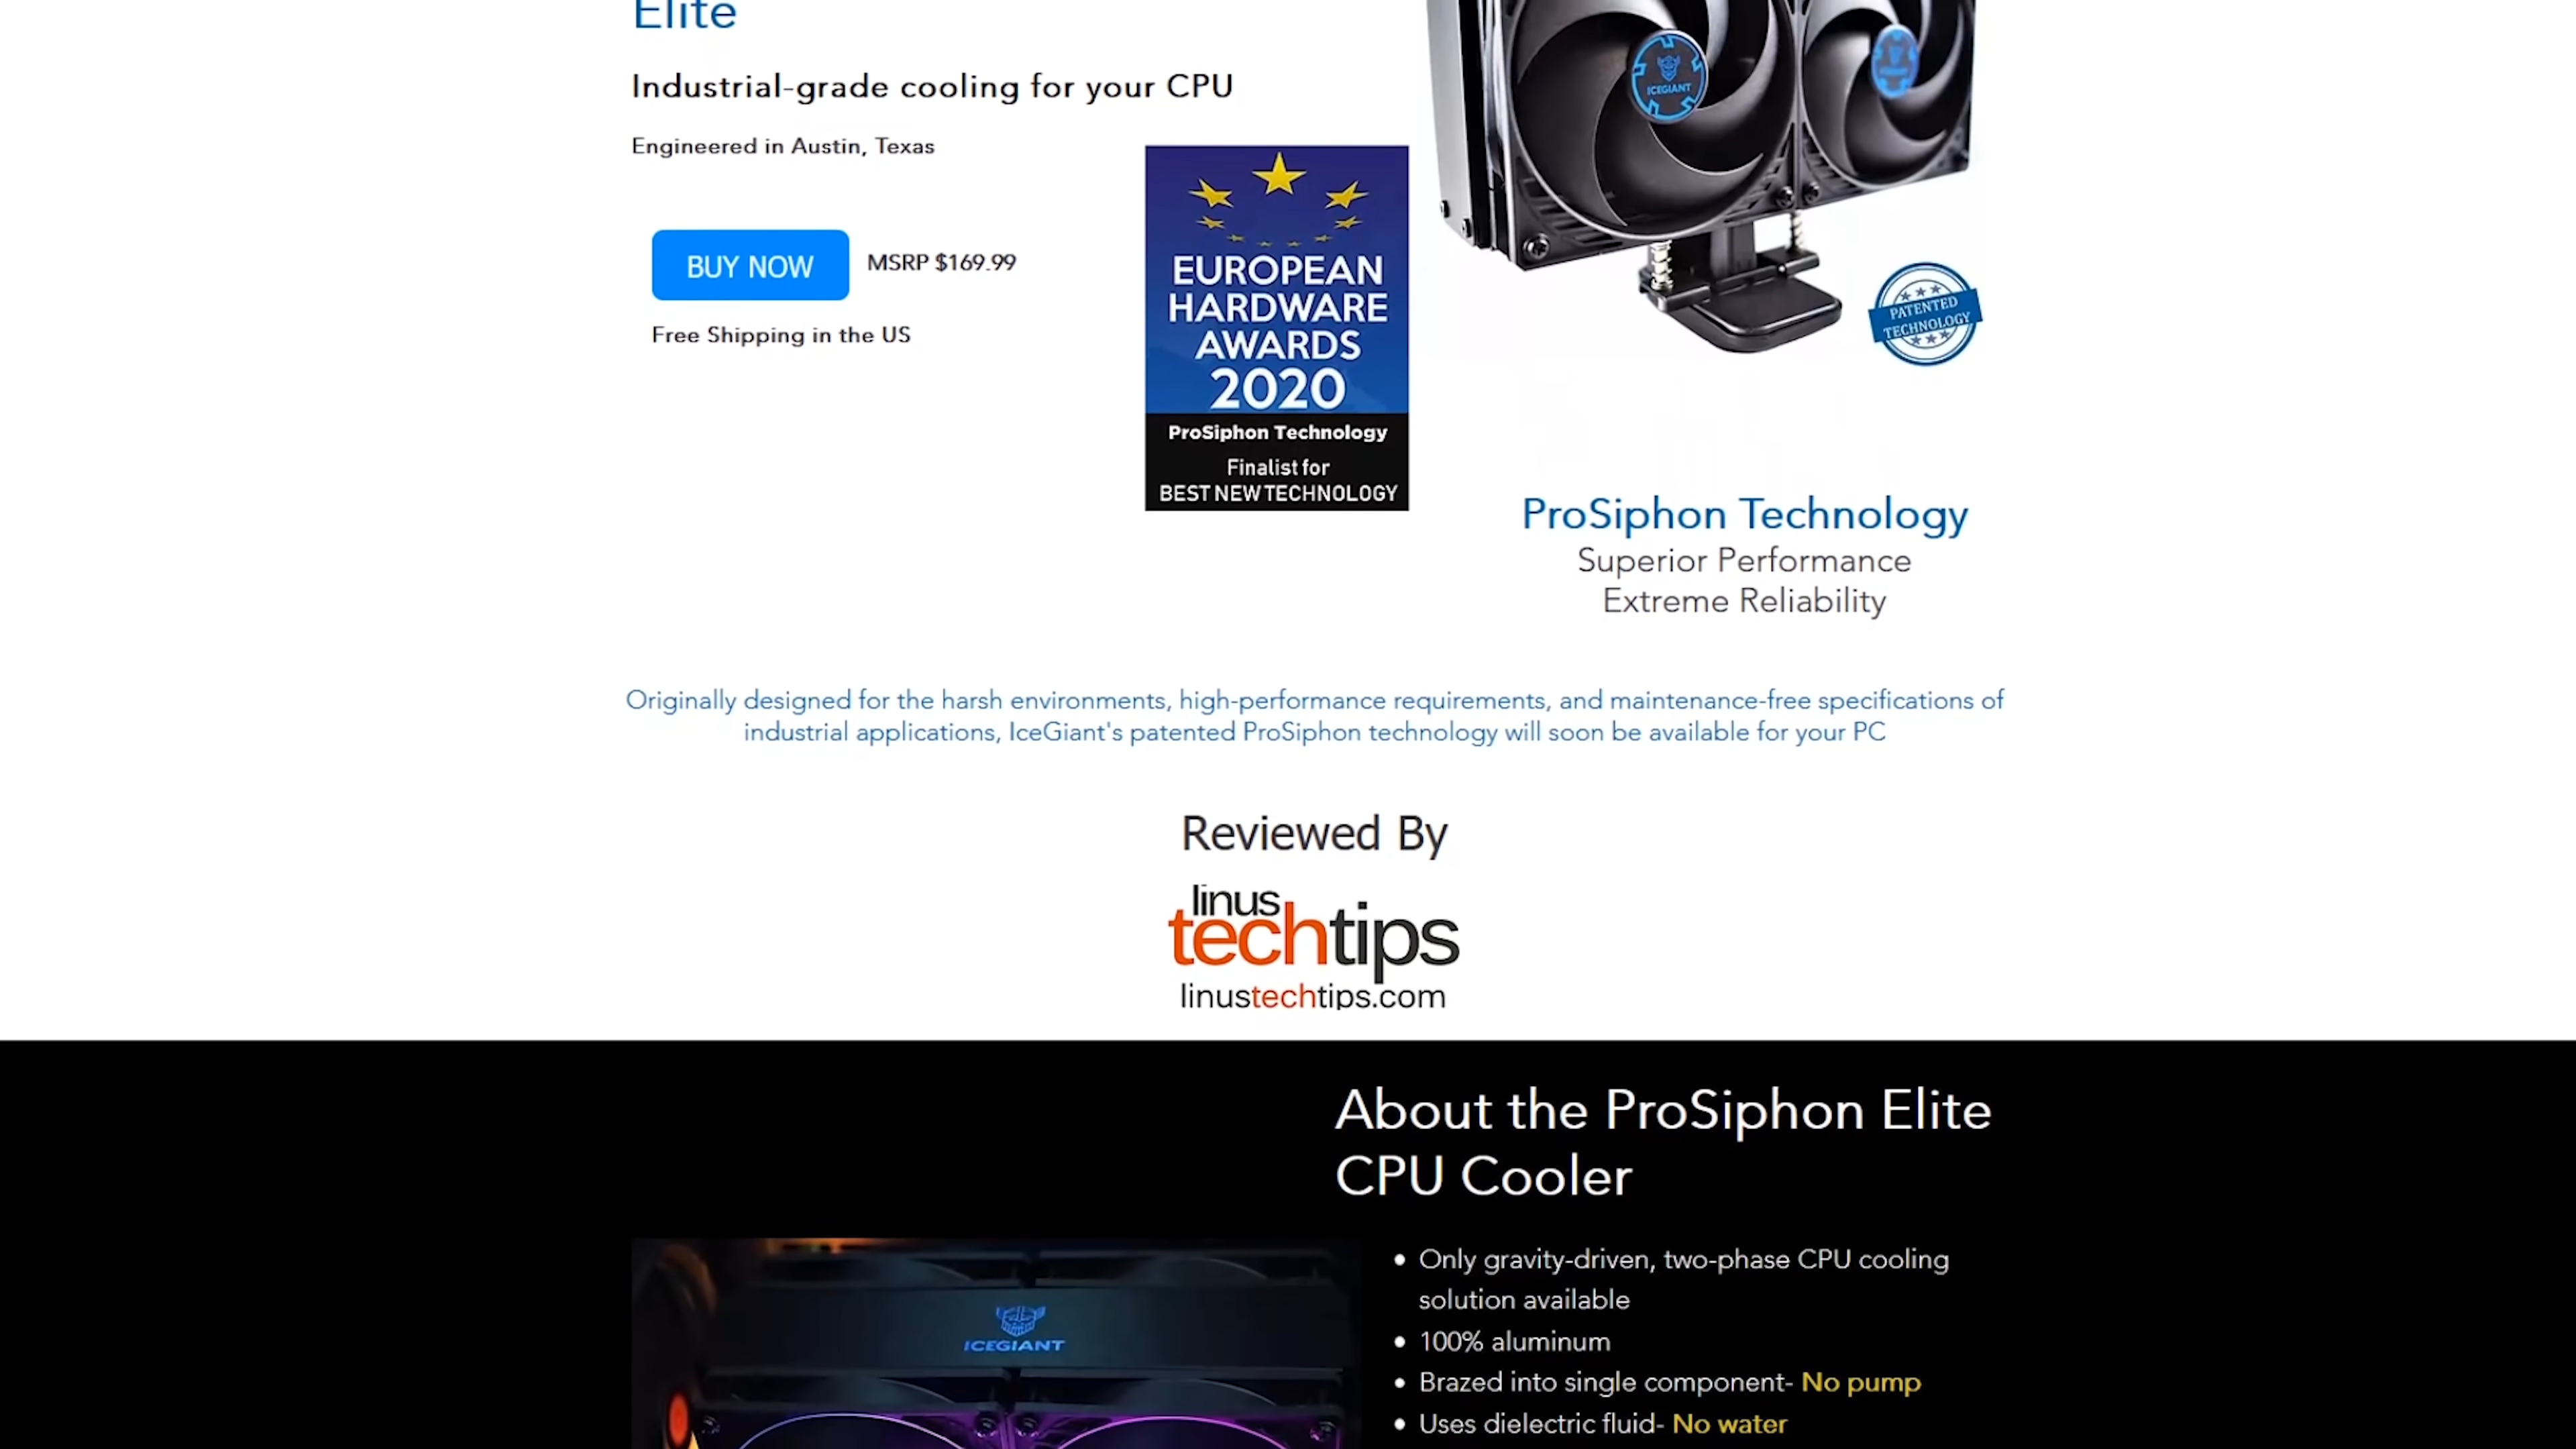 Elite
Industrial-grade cooling for your CPU
Engineered in Austin, Texas
BUY NOW
MSRP $169.99
Free Shipping in the US
EUROPEAN
HARDWARE
AWARDS
2020
ProSiphon Technology
Finalist for
BEST NEW TECHNOLOGY
ICEGIANT
ICEGIANT
PATENTED
TECHNOLOGY
ProSiphon Technology
Superior Performance
Extreme Reliability
Originally designed for the harsh environments, high-performance requirements, and maintenance-free specifications of
industrial applications, IceGiant's patented ProSiphon technology will soon be available for your PC
Reviewed By
linus
techtips
linustechtips.com
About the ProSiphon Elite
CPU Cooler
ICEGIANT
• Only gravity-driven, two-phase CPU cooling
solution available
• 100% aluminum
• Brazed into single component- No pump
• Uses dielectric fluid- No water